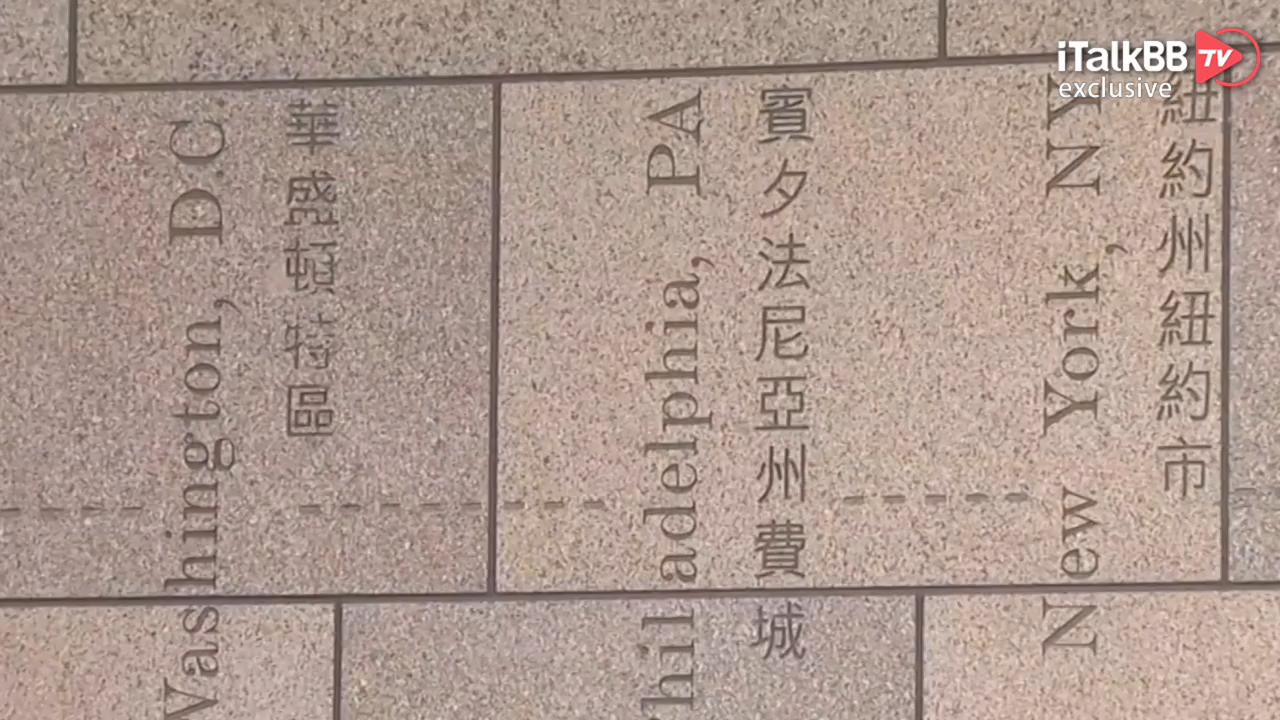 iTalkBB TV
exclusive
Washington, DC
華盛頓特區
Philadelphia, PA
賓夕法尼亞州費城
New York, NY
紐約州紐約市